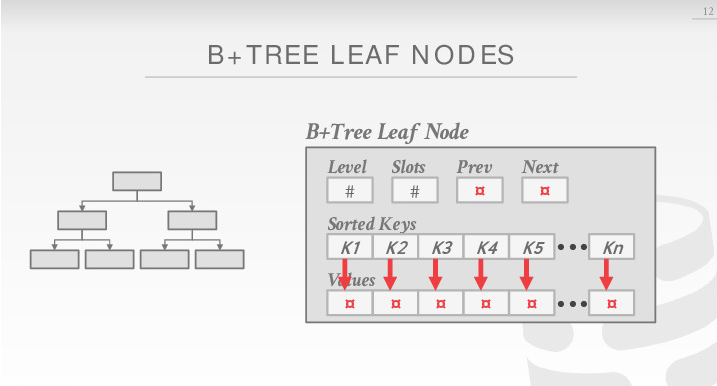 12
B+TREE LEAF NODES
B+Tree Leaf Node
Level Slots Prev Next
# # ¤ ¤
Sorted Keys
K1 K2 K3 K4 K5 ••• Kn
Values
¤ ¤ ¤ ¤ ¤ ••• ¤